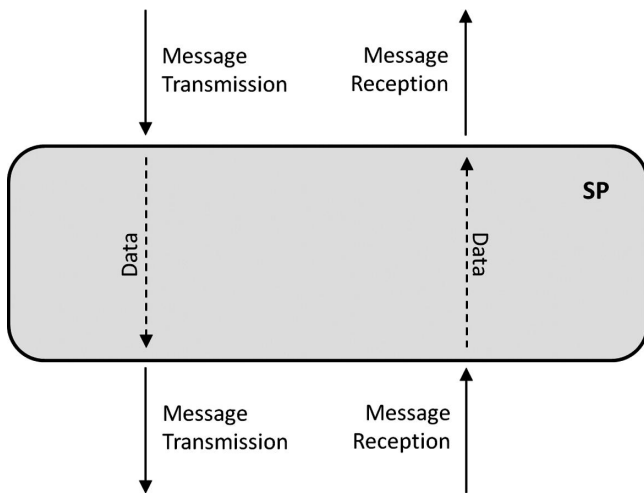 Message
Transmission
Message
Reception
SP
Data
Data
Message
Transmission
Message
Reception